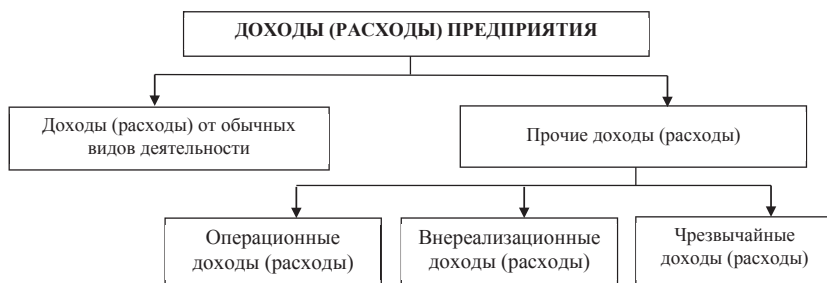 ДОХОДЫ (РАСХОДЫ) ПРЕДПРИЯТИЯ
Доходы (расходы) от обычных
видов деятельности
Прочие доходы (расходы)
Операционные
доходы (расходы)
Внереализационные
доходы (расходы)
Чрезвычайные
доходы (расходы)